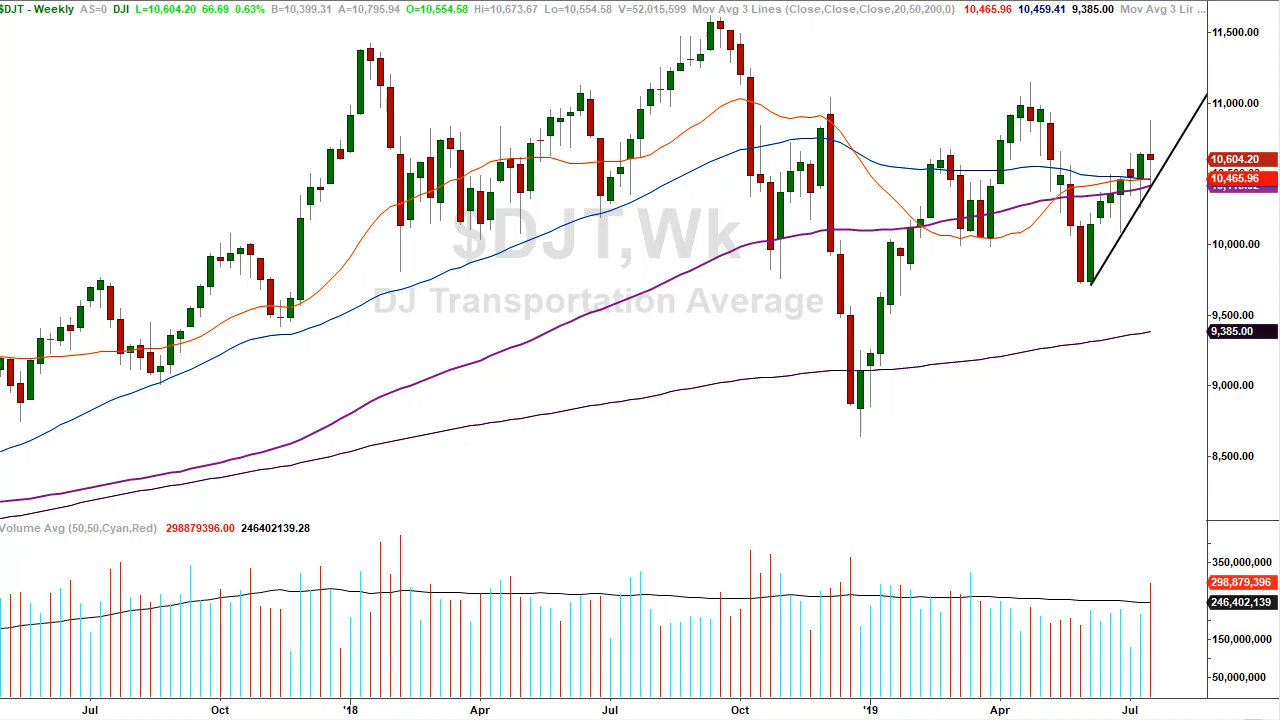 $DJT - Weekly AS=0 DJI L=10,604.20 66.69 0.63% B=10,399.31 A=10,795.94 O=10,554.58 Hi=10,673.67 Lo=10,554.58 V=52,015,599 Mov Avg 3 Lines (Close,Close,Close,20,50,200,0) 10,465.96 10,459.41 9,385.00 Mov Avg 3 Lir ...
11,500.00
11,000.00
10,604.20
10,465.96
$DJT,Wk
10,000.00
DJ Transportation Average
9,500.00
9,385.00
9,000.00
8,500.00
Volume Avg (50,50,Cyan,Red) 298879396.00 246402139.28
350,000,000
298,879,396
246,402,139
150,000,000
50,000,000
Jul Oct '18 Apr Jul Oct '19 Apr Jul